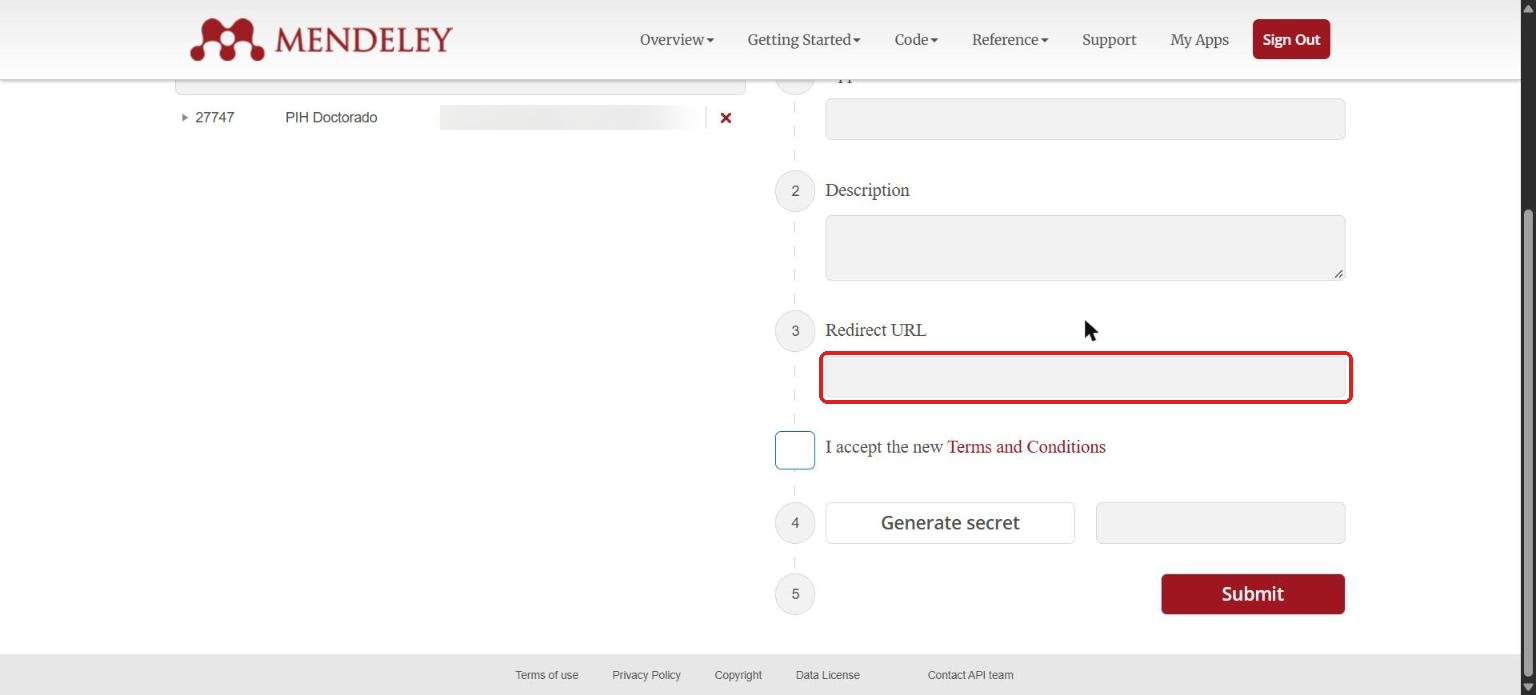 MENDELEY
Overview
Getting Started
Code
Reference
Support
My Apps
Sign Out
27747
PIH Doctorado
2
Description
3
Redirect URL
I accept the new Terms and Conditions
4
Generate secret
5
Submit
Terms of use
Privacy Policy
Copyright
Data License
Contact API team